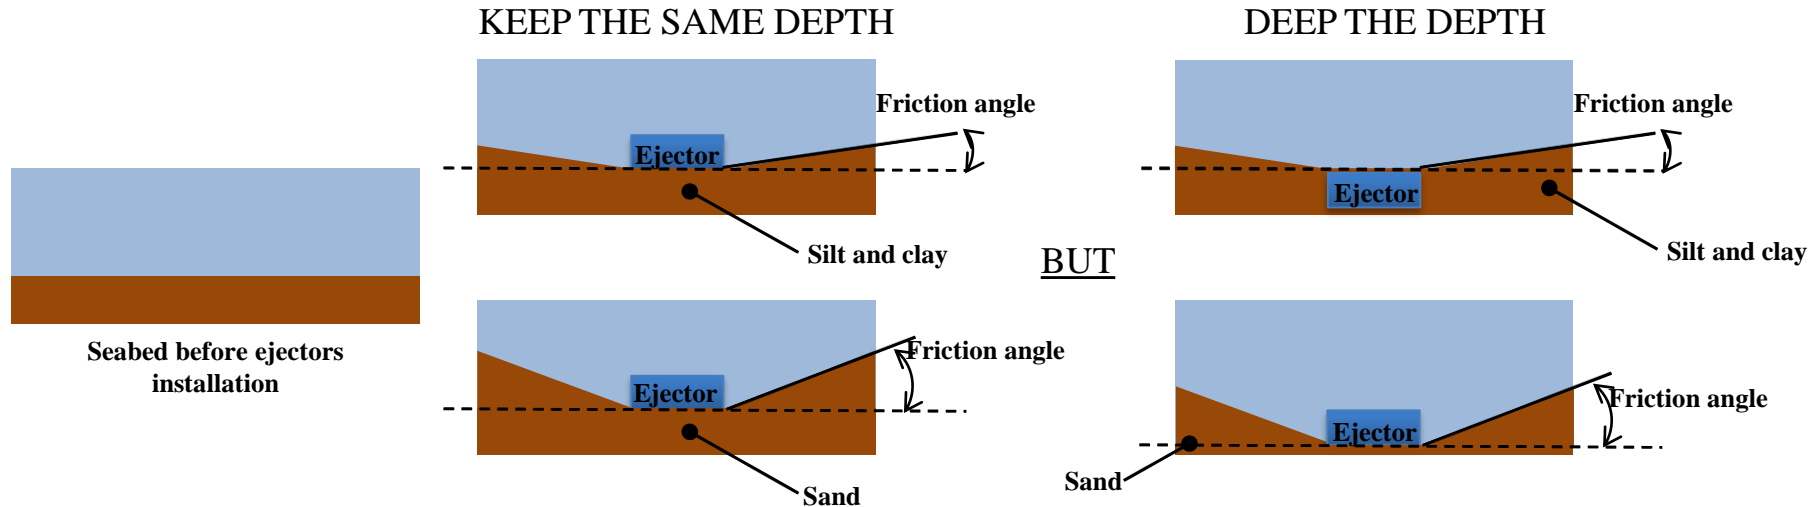 KEEP THE SAME DEPTH
DEEP THE DEPTH
Friction angle
Ejector
Silt and clay
Friction angle
Ejector
Silt and clay
BUT
Seabed before ejectors
installation
Friction angle
Ejector
Sand
Friction angle
Ejector
Sand